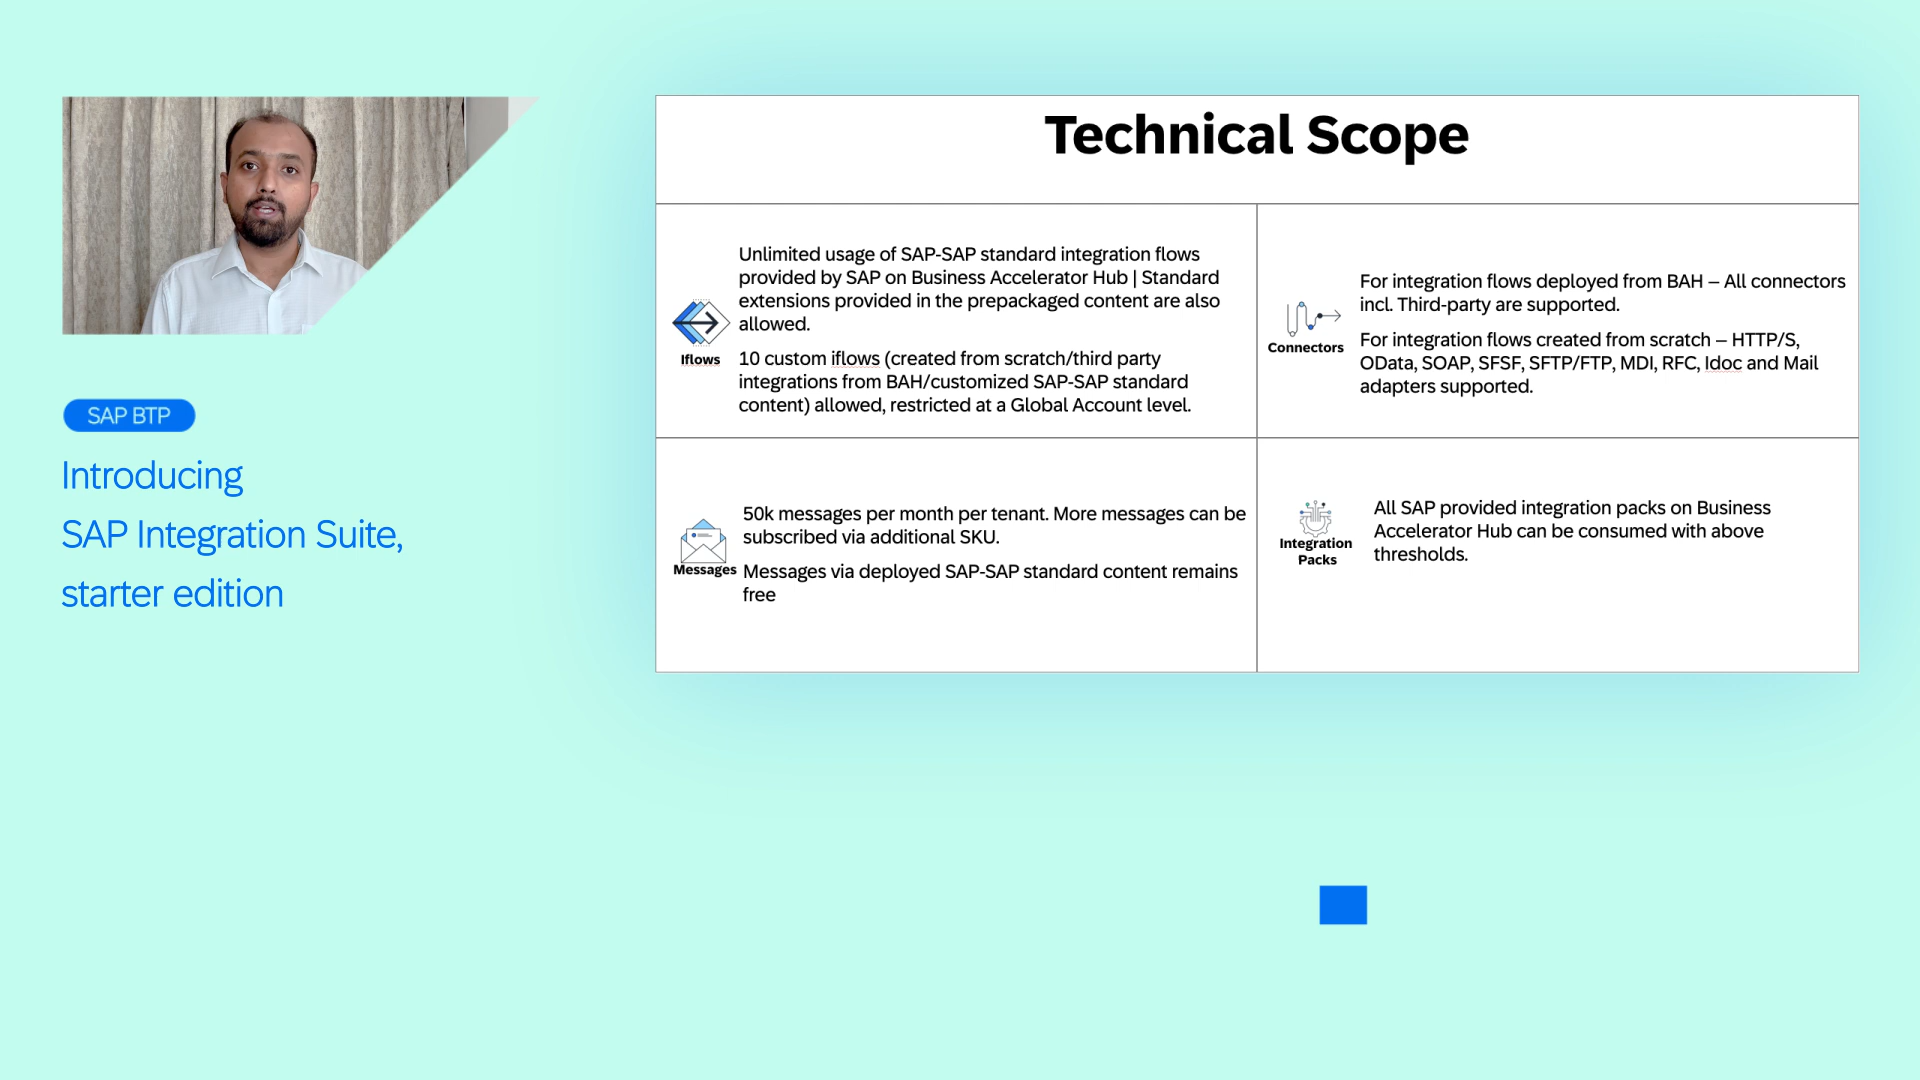 SAP BTP
Introducing
SAP Integration Suite,
starter edition
Technical Scope
Iflows
Unlimited usage of SAP-SAP standard integration flows
provided by SAP on Business Accelerator Hub | Standard
extensions provided in the prepackaged content are also
allowed.
10 custom iflows (created from scratch/third party
integrations from BAH/customized SAP-SAP standard
content) allowed, restricted at a Global Account level.
Connectors
For integration flows deployed from BAH – All connectors
incl. Third-party are supported.
For integration flows created from scratch – HTTP/S,
OData, SOAP, SFSF, SFTP/FTP, MDI, RFC, Idoc and Mail
adapters supported.
Messages
50k messages per month per tenant. More messages can be
subscribed via additional SKU.
Messages via deployed SAP-SAP standard content remains
free
Integration
Packs
All SAP provided integration packs on Business
Accelerator Hub can be consumed with above
thresholds.